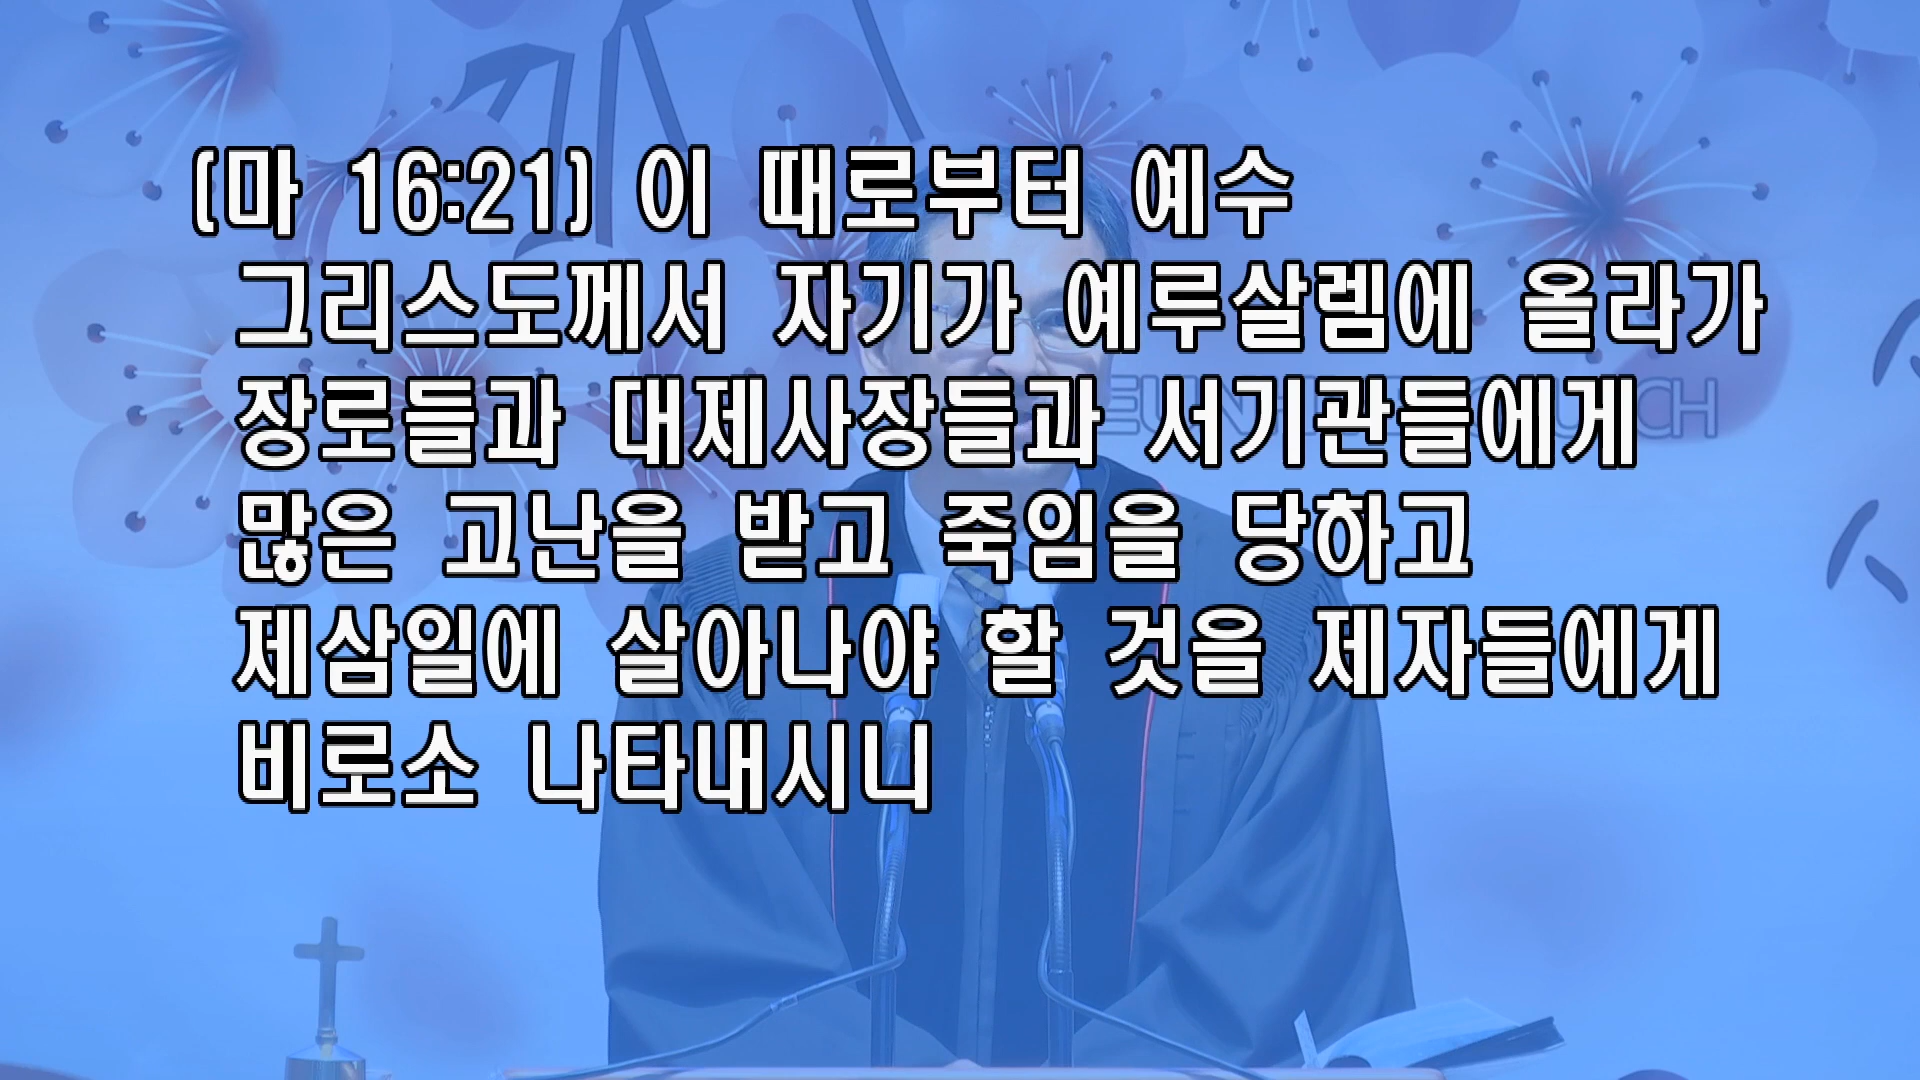 (마 16:21) 이 때로부터 예수
그리스도께서 자기가 예루살렘에 올라가
장로들과 대제사장들과 서기관들에게
많은 고난을 받고 죽임을 당하고
제삼일에 살아나야 할 것을 제자들에게
비로소 나타내시니